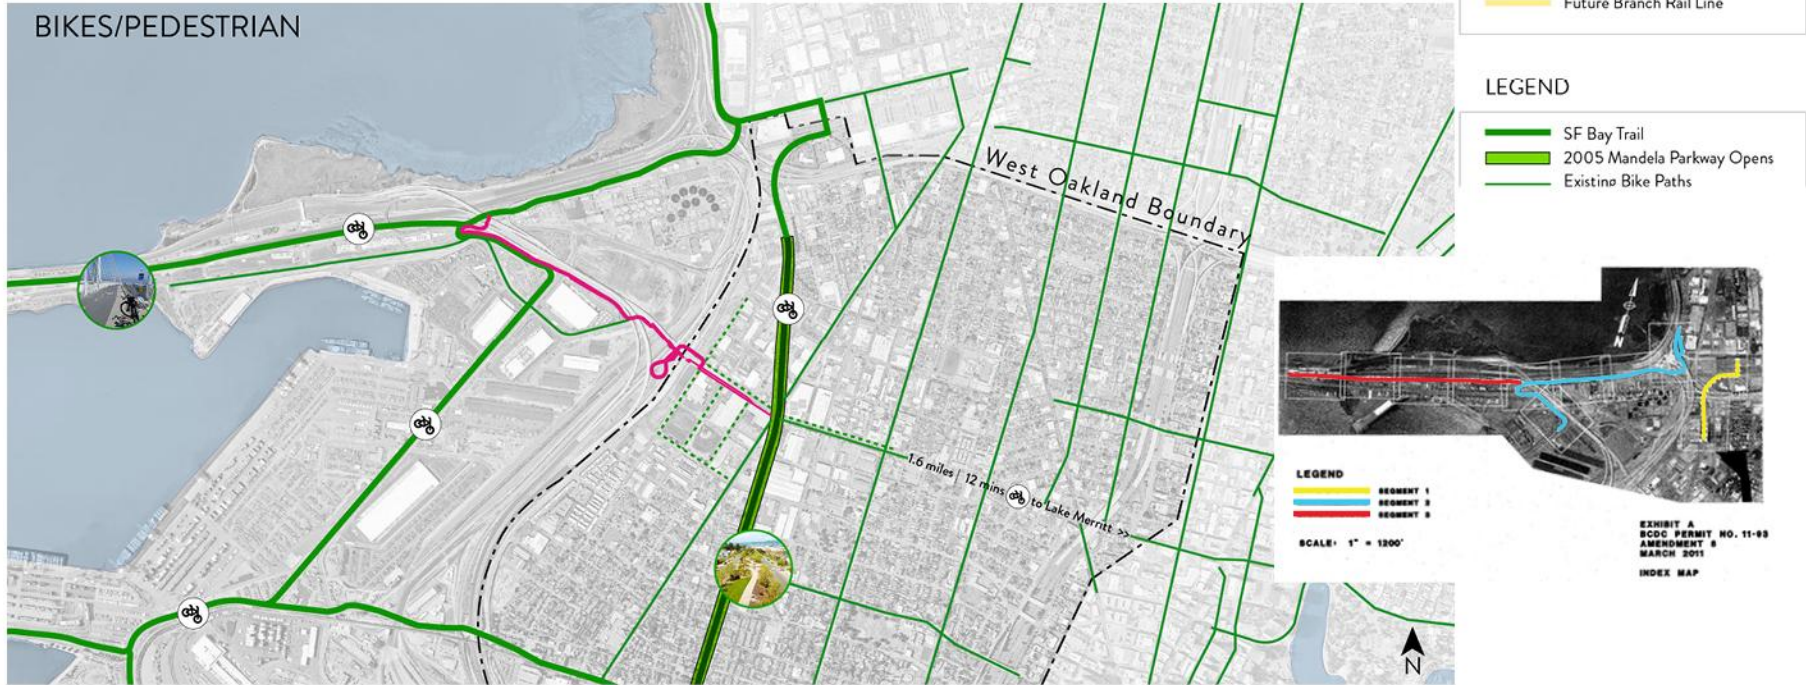 BIKES/PEDESTRIAN
Future Branch Rail Line
LEGEND
SF Bay Trail
2005 Mandela Parkway Opens
Existing Bike Paths
West Oakland Boundary
1.6 miles | 12 mins to Lake Merritt >>
N
N
LEGEND
SEGMENT 1
SEGMENT 2
SEGMENT 3
SCALE: 1" = 1200'
EXHIBIT A
BCDC PERMIT NO. 11-93
AMENDMENT 8
MARCH 2011
INDEX MAP